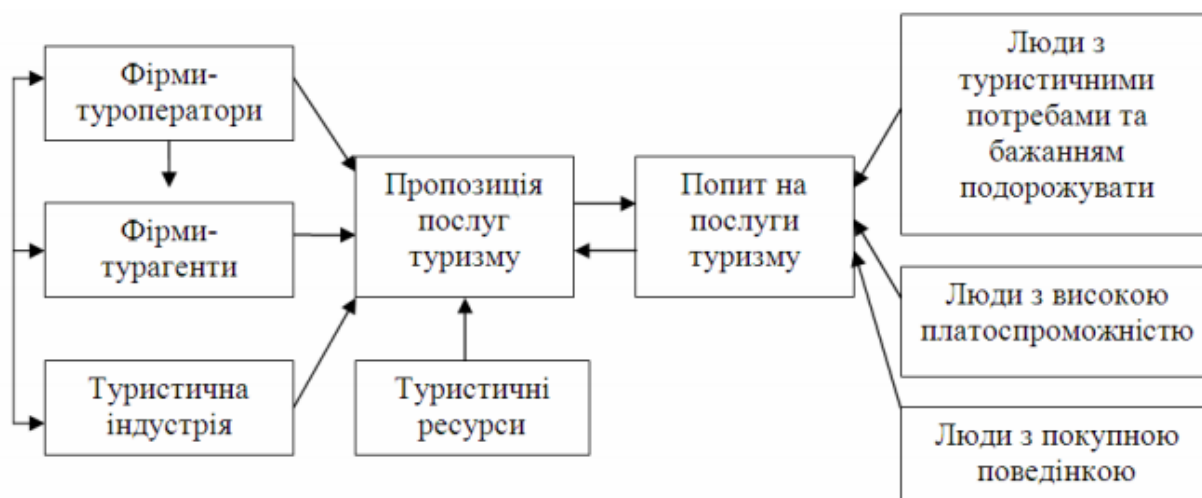 Фірми-
туроператори
Фірми-
турагенти
Туристична
індустрія
Пропозиція
послуг
туризму
Туристичні
ресурси
Попит на
послуги
туризму
Люди з
туристичними
потребами та
бажанням
подорожувати
Люди з високою
платоспроможністю
Люди з покупною
поведінкою